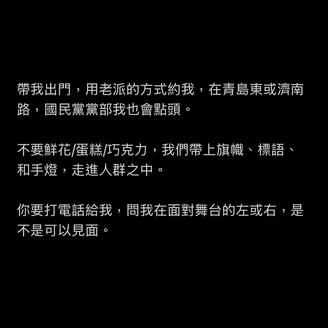 帶我出門，用老派的方式約我，在青島東或濟南
路，國民黨黨部我也會點頭。
不要鮮花/蛋糕/巧克力，我們帶上旗幟、標語、
和手燈，走進人群之中。
你要打電話給我，問我在面對舞台的左或右，是
不是可以見面。